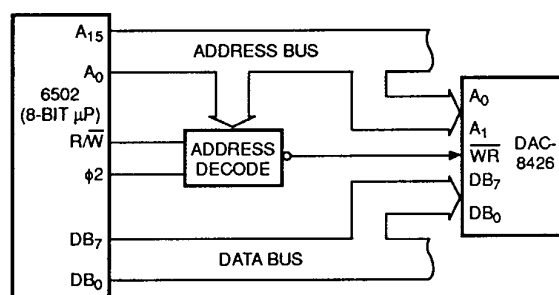 A15
ADDRESS BUS
A0
6502
(8-BIT µP)
R/W̅
ADDRESS
DECODE
ϕ2
DB7
DATA BUS
DB0
A0
A1
W̅R̅
DAC-
8426
DB7
DB0